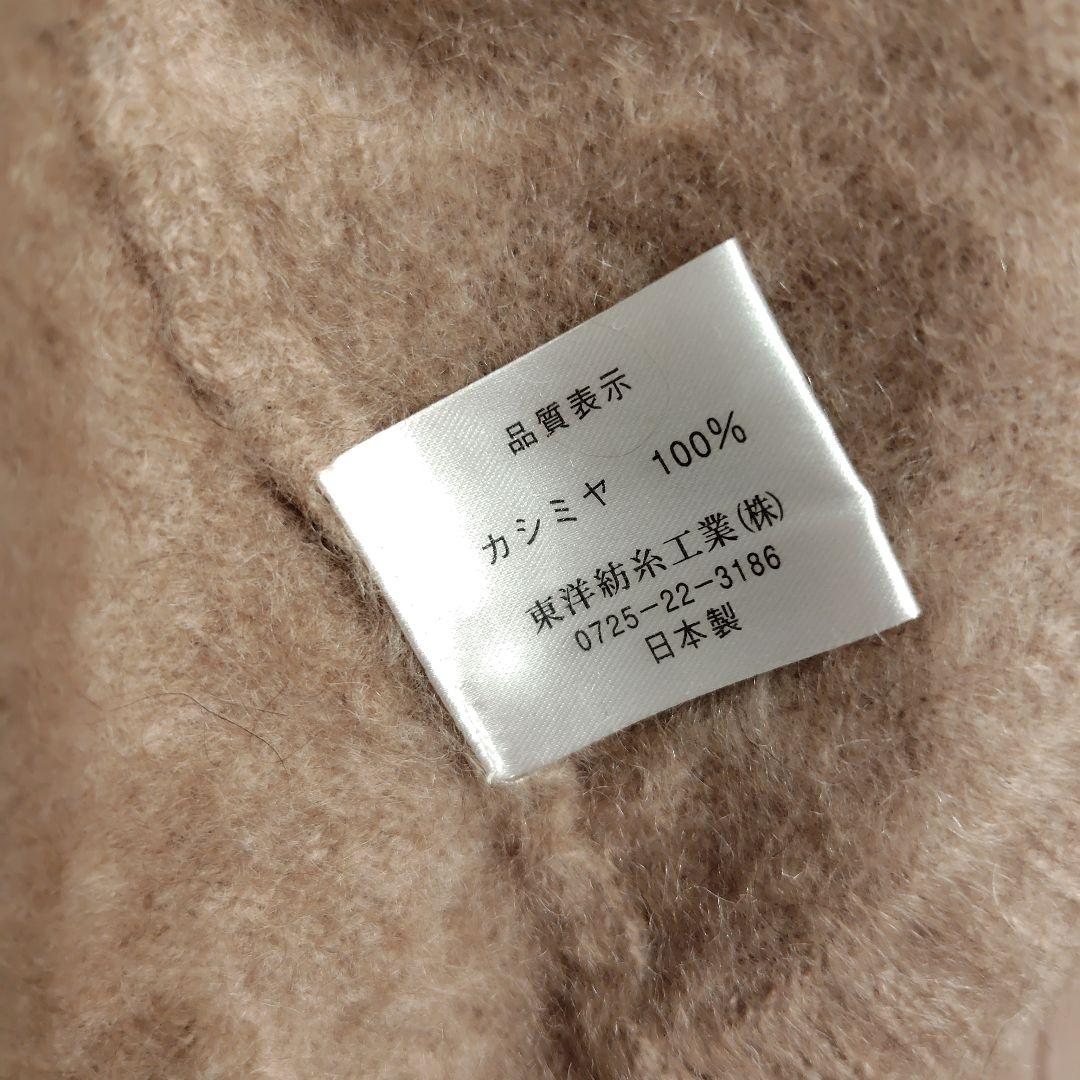 品質表示
カシミヤ 100%
東洋紡糸工業(株)
0725-22-3186
日本製